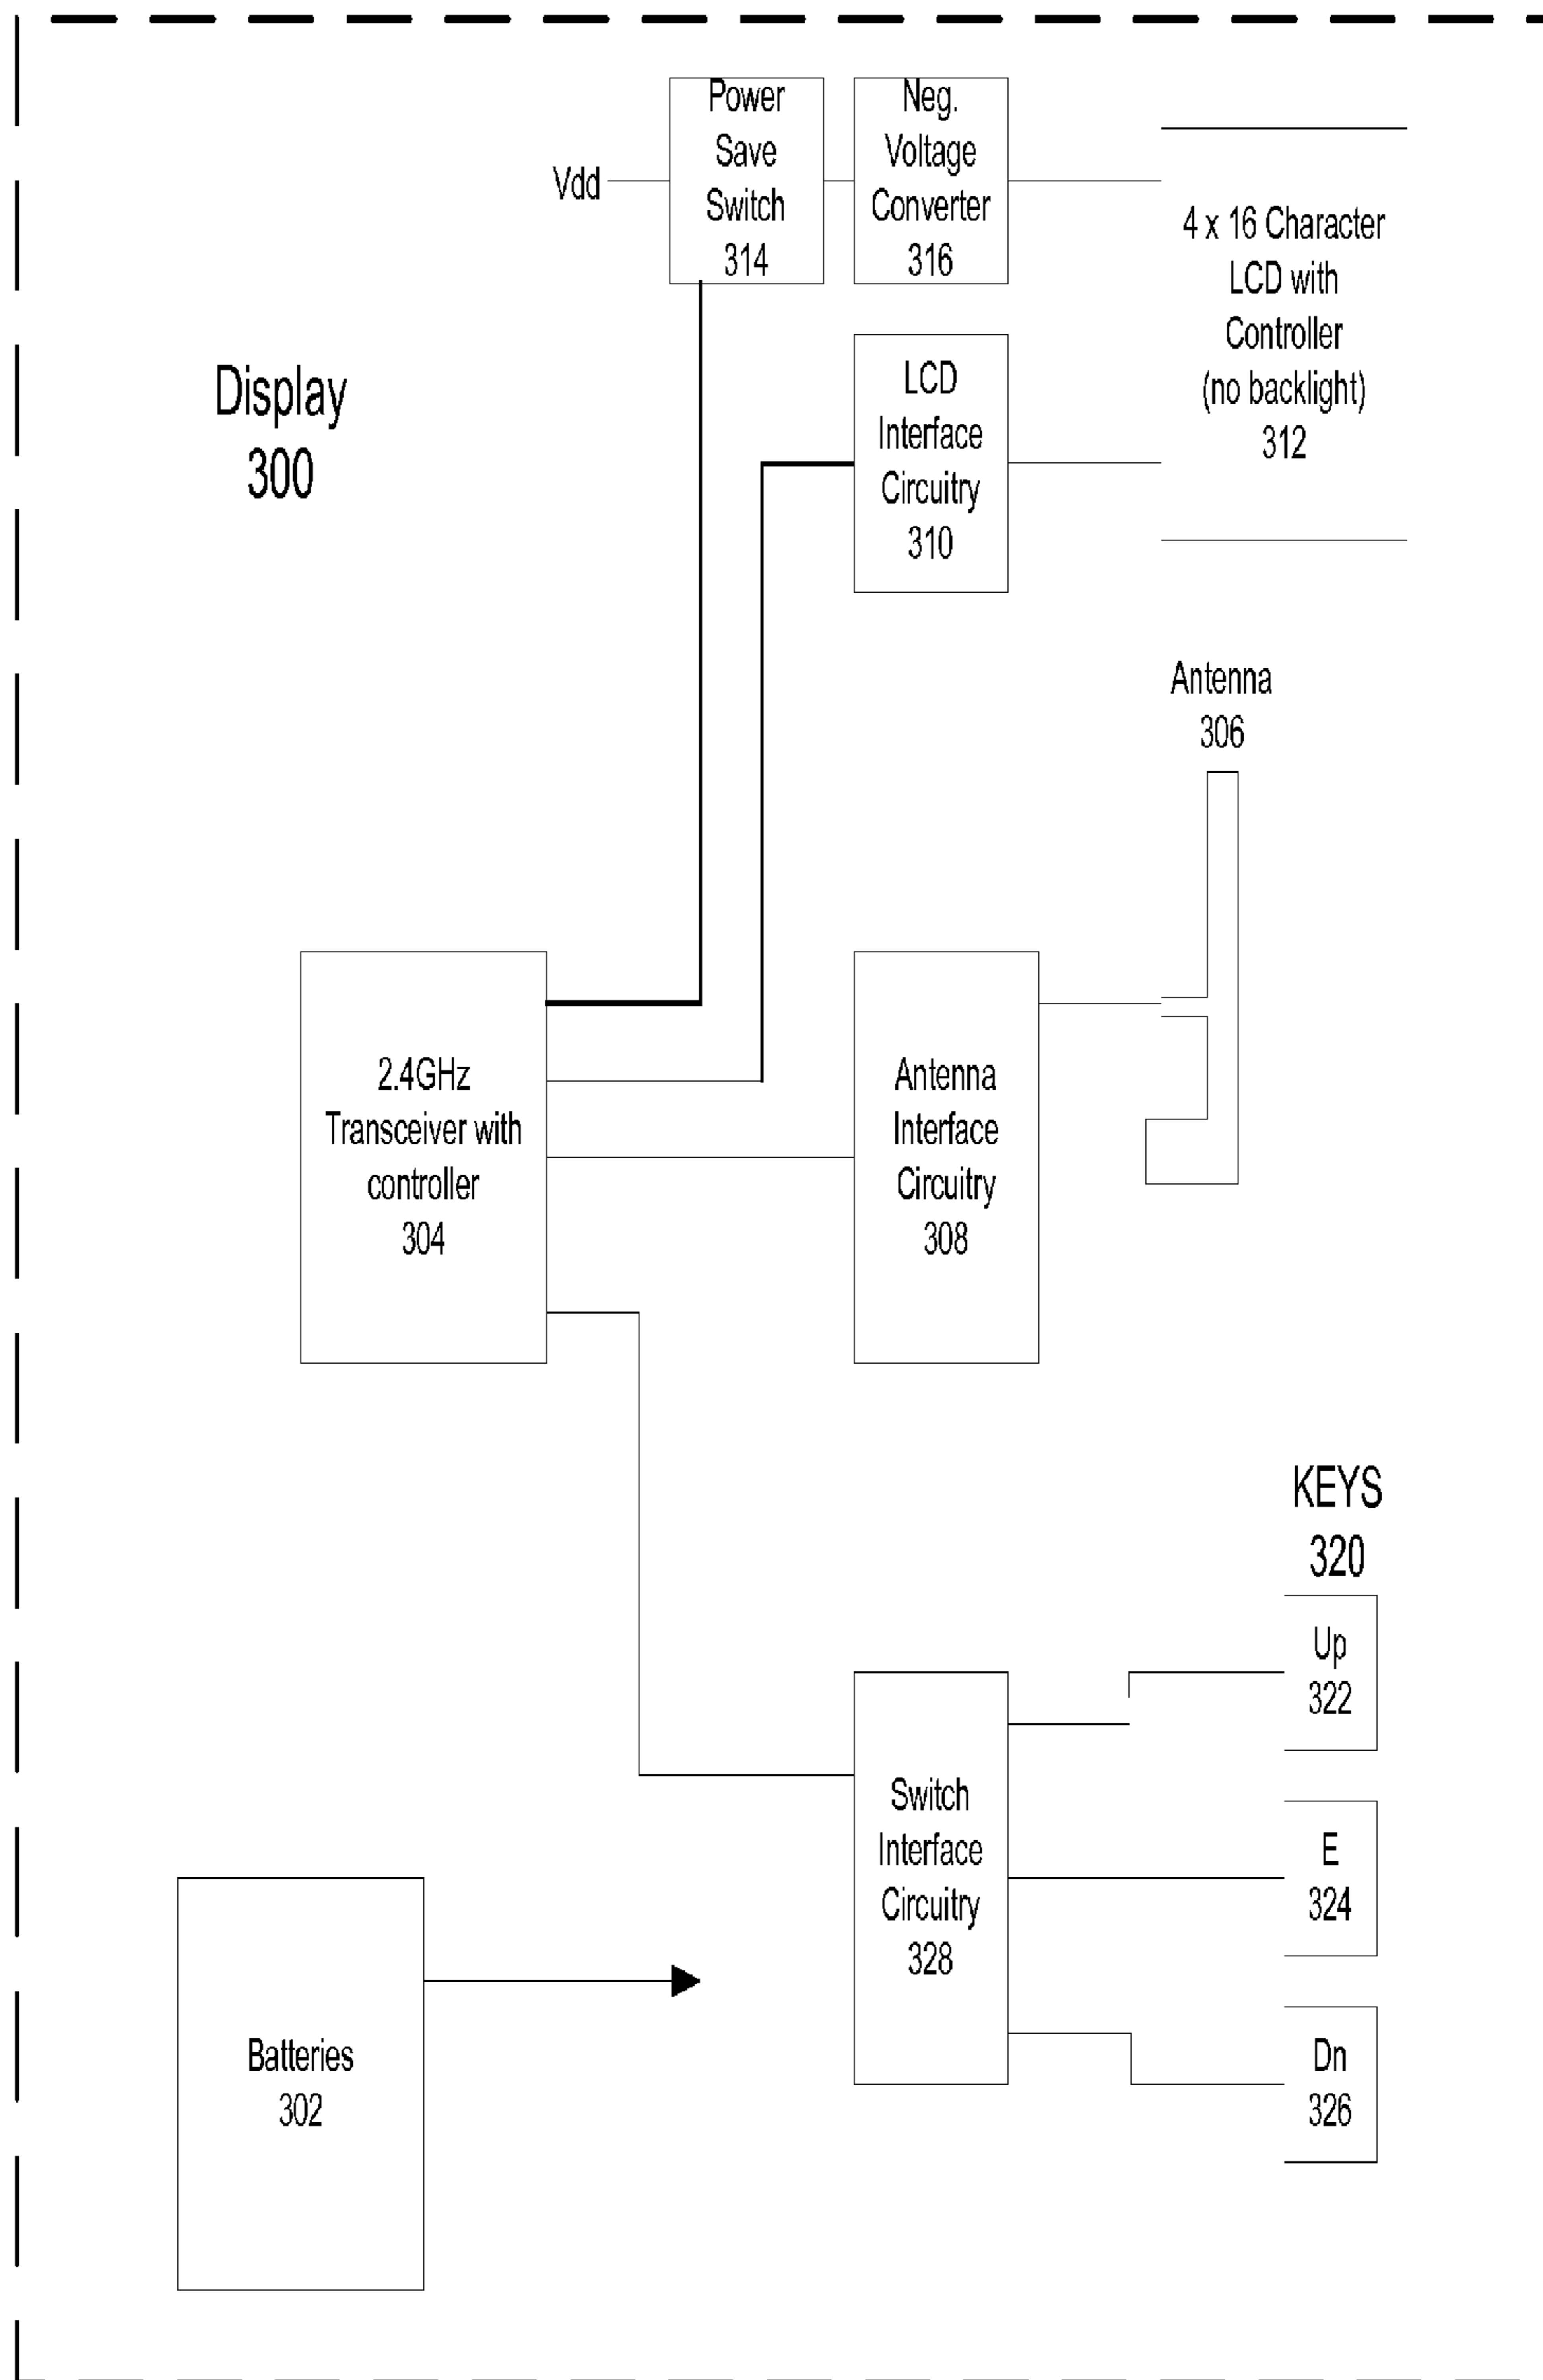 Power
Save
Switch
314
Neg.
Voltage
Converter
316
Vdd
4 x 16 Character
LCD with
Controller
(no backlight)
312
Display
300
LCD
Interface
Circuitry
310
Antenna
306
2.4GHz
Transceiver with
controller
304
Antenna
Interface
Circuitry
308
KEYS
320
Up
322
Switch
Interface
Circuitry
328
E
324
Batteries
302
Dn
326